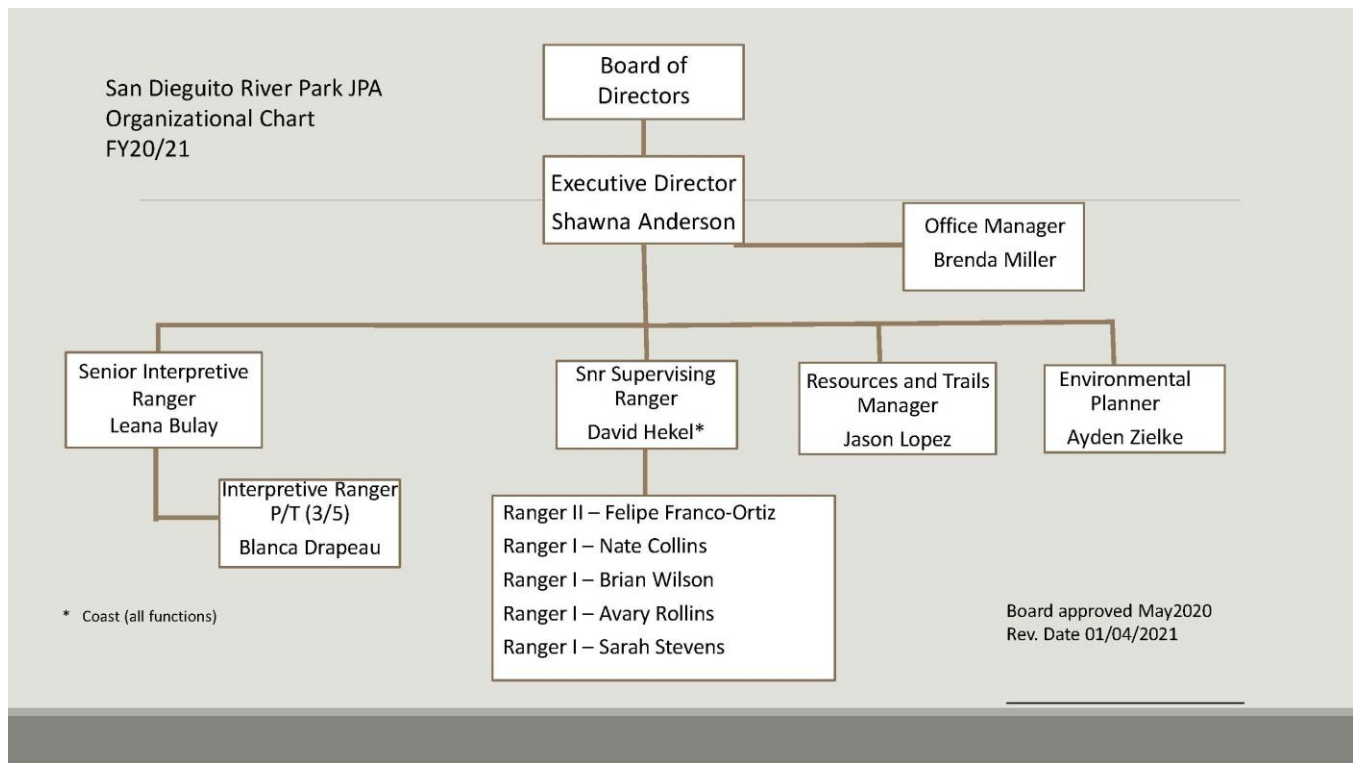 San Dieguito River Park JPA
Organizational Chart
FY20/21
Board of
Directors
Executive Director
Shawna Anderson
Office Manager
Brenda Miller
Senior Interpretive
Ranger
Leana Bulay
Snr Supervising
Ranger
David Hekel*
Resources and Trails
Manager
Jason Lopez
Environmental
Planner
Ayden Zielke
Interpretive Ranger
P/T (3/5)
Blanca Drapeau
Ranger II – Felipe Franco-Ortiz
Ranger I – Nate Collins
Ranger I – Brian Wilson
Ranger I – Avary Rollins
Ranger I – Sarah Stevens
* Coast (all functions)
Board approved May2020
Rev. Date 01/04/2021